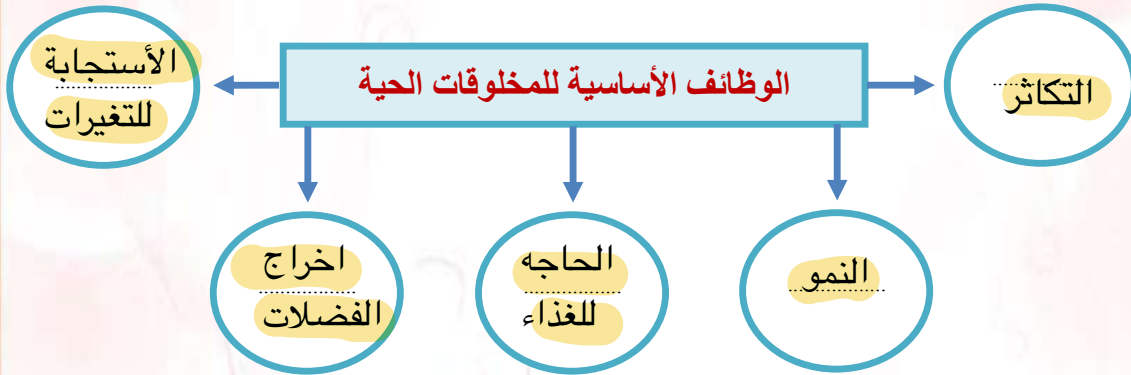 الوظائف الأساسية للمخلوقات الحية
التكاثر
النمو
الحاجه
للغذاء
اخراج
الفضلات
الأستجابة
للتغيرات